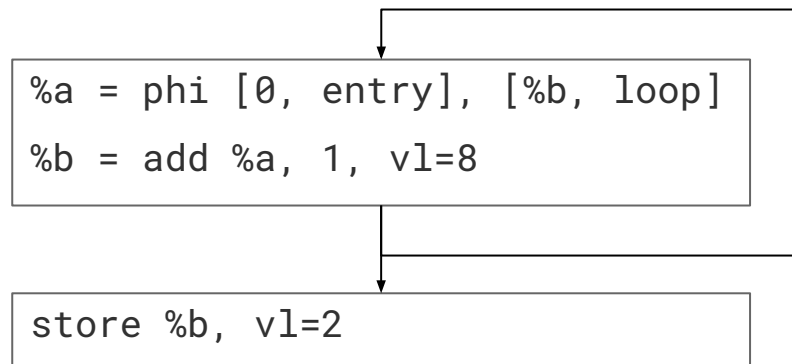 %a = phi [0, entry], [%b, loop]
%b = add %a, 1, vl=8
store %b, vl=2